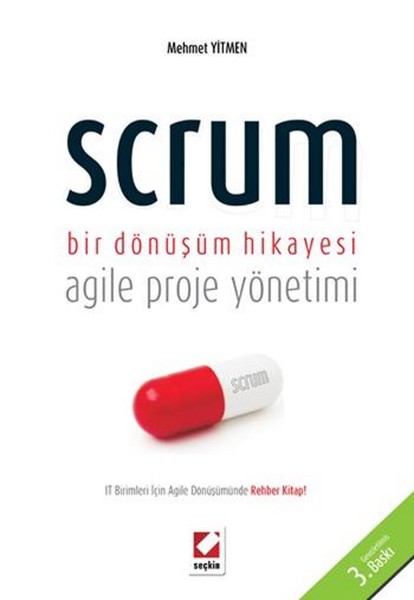 Mehmet YİTMEN
scrum
bir dönüşüm hikayesi
agile proje yönetimi
scrum
IT Birimleri İçin Agile Dönüşümünde Rehber Kitap!
Genişletilmiş
3. Baskı
seçkin